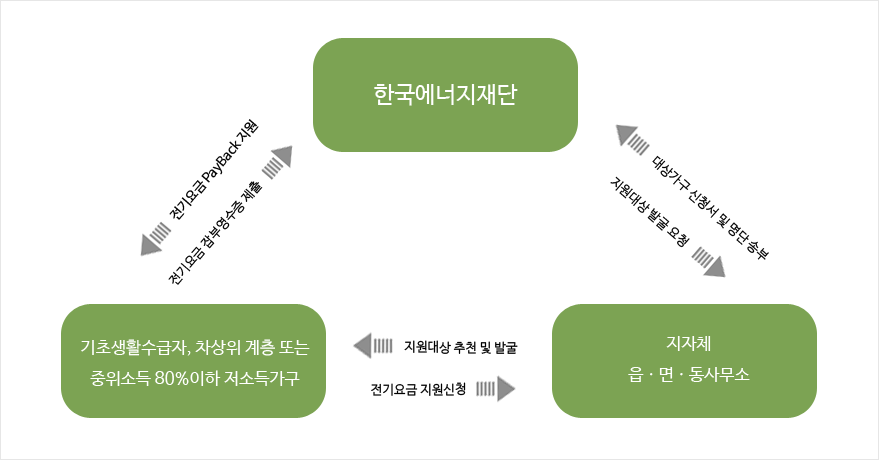 한국에너지재단
전기요금 PayBack 지원
전기요금 잡부영수증 제출
대상가구 신청서 및 명단 송부
지원대상 발굴 요청
기초생활수급자, 차상위 계층 또는
중위소득 80%이하 저소득가구
지원대상 추천 및 발굴
전기요금 지원신청
지자체
읍 · 면 · 동사무소